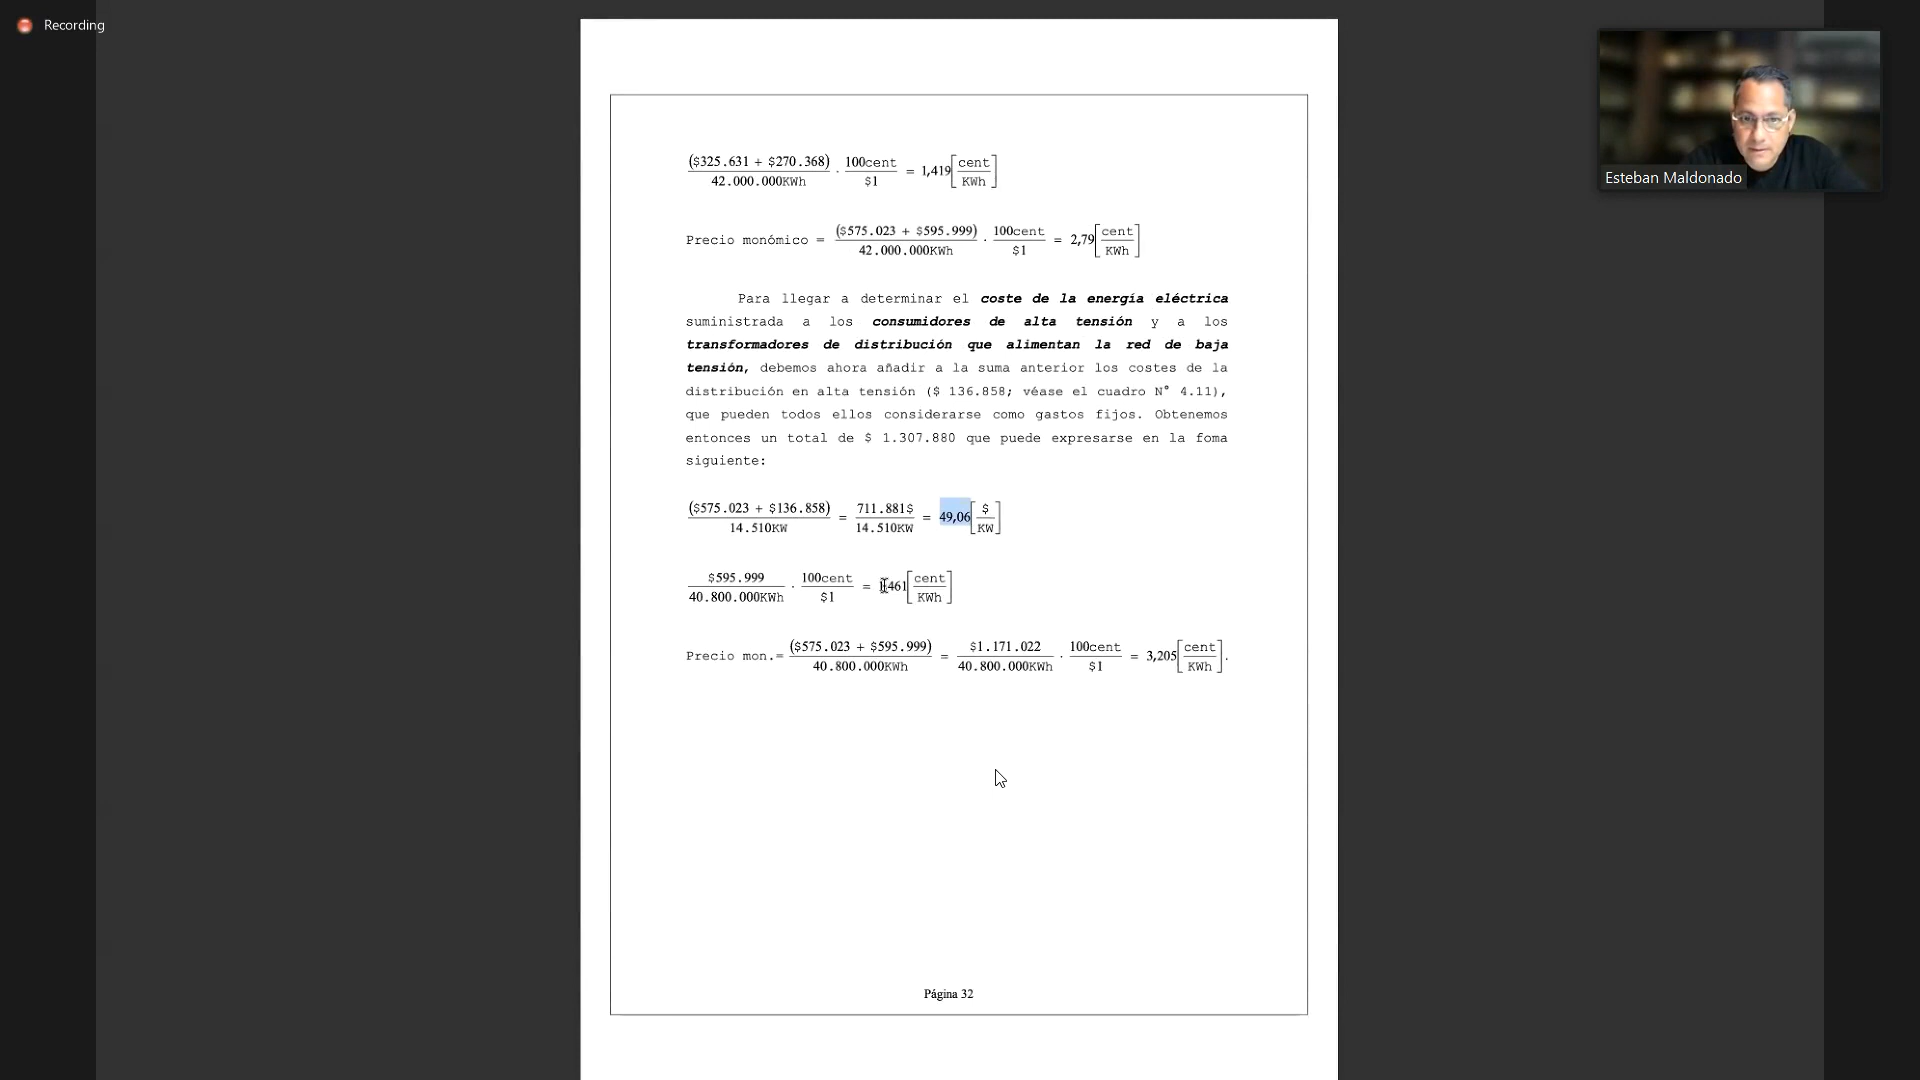 Recording
Esteban Maldonado
($325.631 + $270.368) / 42.000.000KWh · 100cent / $1 = 1,419 [cent / KWh]
Precio monómico = ($575.023 + $595.999) / 42.000.000KWh · 100cent / $1 = 2,79 [cent / KWh]
Para llegar a determinar el coste de la energía eléctrica
suministrada a los consumidores de alta tensión y a los
transformadores de distribución que alimentan la red de baja
tensión, debemos ahora añadir a la suma anterior los costes de la
distribución en alta tensión ($ 136.858; véase el cuadro N° 4.11),
que pueden todos ellos considerarse como gastos fijos. Obtenemos
entonces un total de $ 1.307.880 que puede expresarse en la foma
siguiente:
($575.023 + $136.858) / 14.510KW = 711.881$ / 14.510KW = 49,06 [$ / KW]
$595.999 / 40.800.000KWh · 100cent / $1 = 1,461 [cent / KWh]
Precio mon.= ($575.023 + $595.999) / 40.800.000KWh = $1.171.022 / 40.800.000KWh · 100cent / $1 = 3,205 [cent / KWh].
Página 32